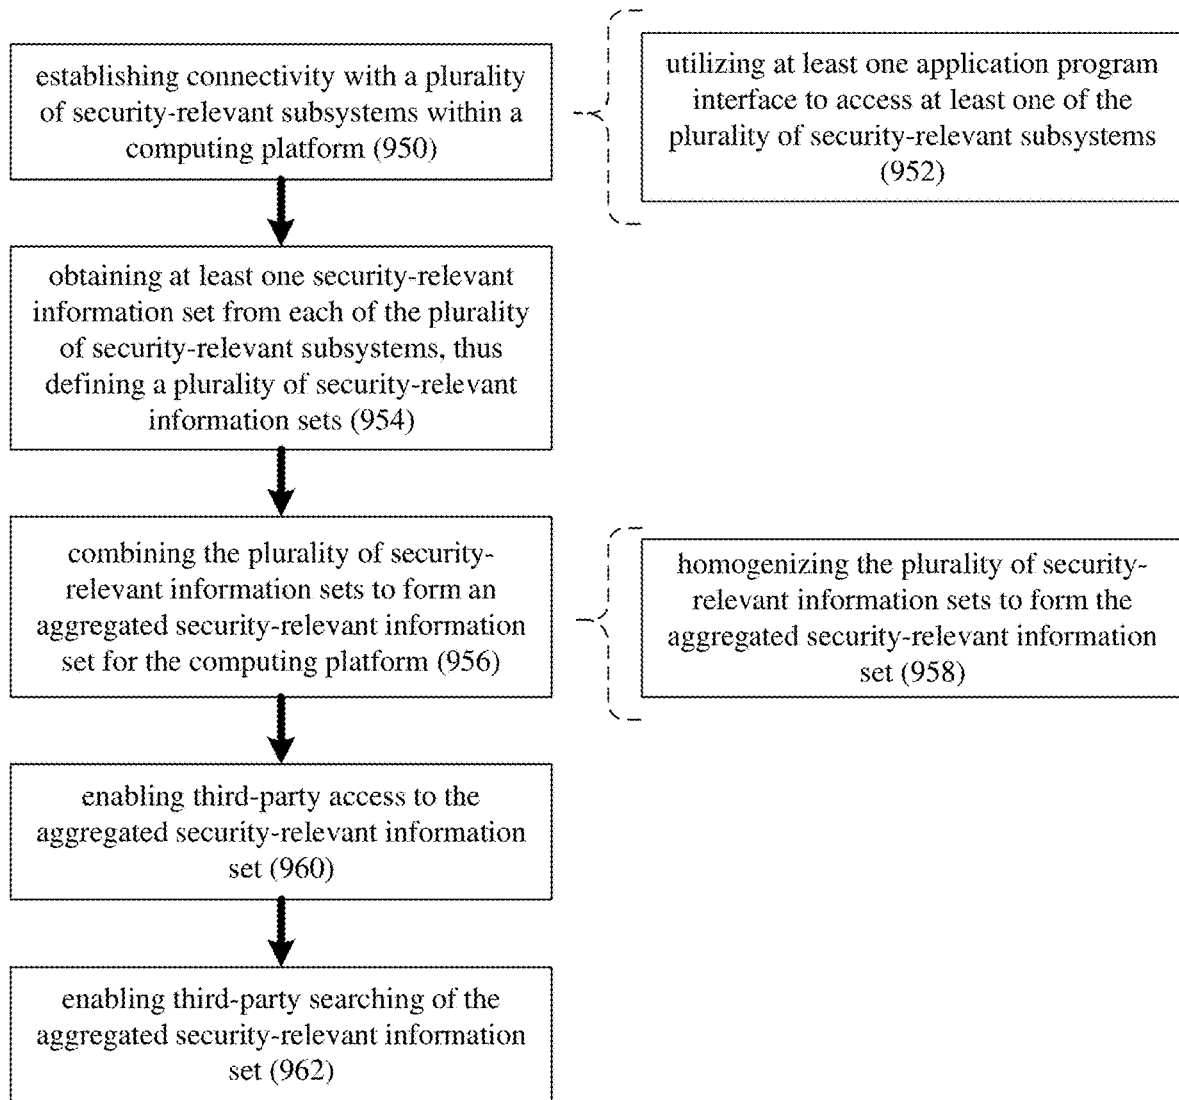 establishing connectivity with a plurality
of security-relevant subsystems within a
computing platform (950)
utilizing at least one application program
interface to access at least one of the
plurality of security-relevant subsystems
(952)
obtaining at least one security-relevant
information set from each of the plurality
of security-relevant subsystems, thus
defining a plurality of security-relevant
information sets (954)
combining the plurality of security-
relevant information sets to form an
aggregated security-relevant information
set for the computing platform (956)
homogenizing the plurality of security-
relevant information sets to form the
aggregated security-relevant information
set (958)
enabling third-party access to the
aggregated security-relevant information
set (960)
enabling third-party searching of the
aggregated security-relevant information
set (962)